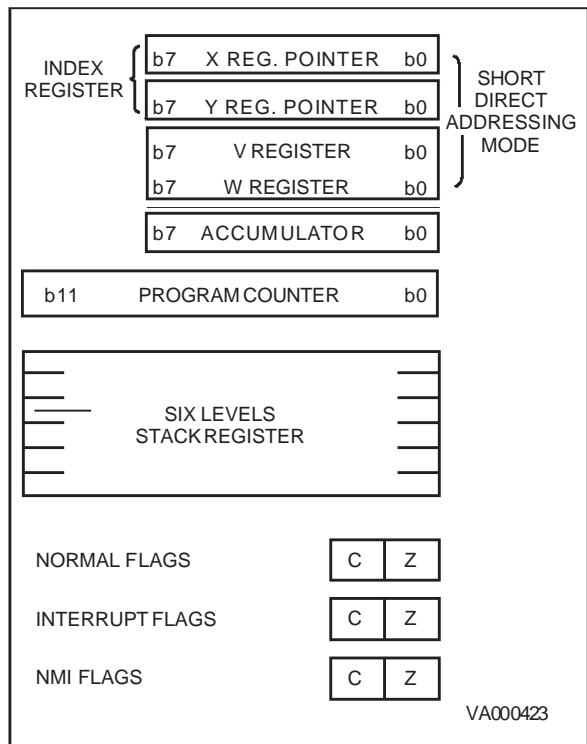 INDEX
REGISTER
b7 X REG. POINTER b0
b7 Y REG. POINTER b0
b7 V REGISTER b0
b7 W REGISTER b0
SHORT
DIRECT
ADDRESSING
MODE
b7 ACCUMULATOR b0
b11 PROGRAM COUNTER b0
SIX LEVELS
STACK REGISTER
NORMAL FLAGS C Z
INTERRUPT FLAGS C Z
NMI FLAGS C Z
VA000423